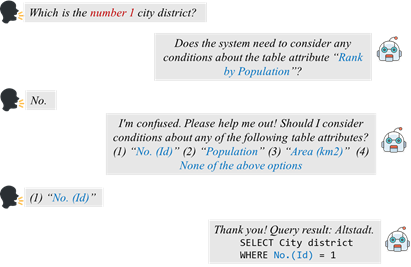 Which is the number 1 city district?
Does the system need to consider any
conditions about the table attribute “Rank
by Population”?
No.
I'm confused. Please help me out! Should I consider
conditions about any of the following table attributes?
(1) “No. (Id)” (2) “Population” (3) “Area (km2)” (4)
None of the above options
(1) “No. (Id)”
Thank you! Query result: Altstadt.
SELECT City district
WHERE No.(Id) = 1